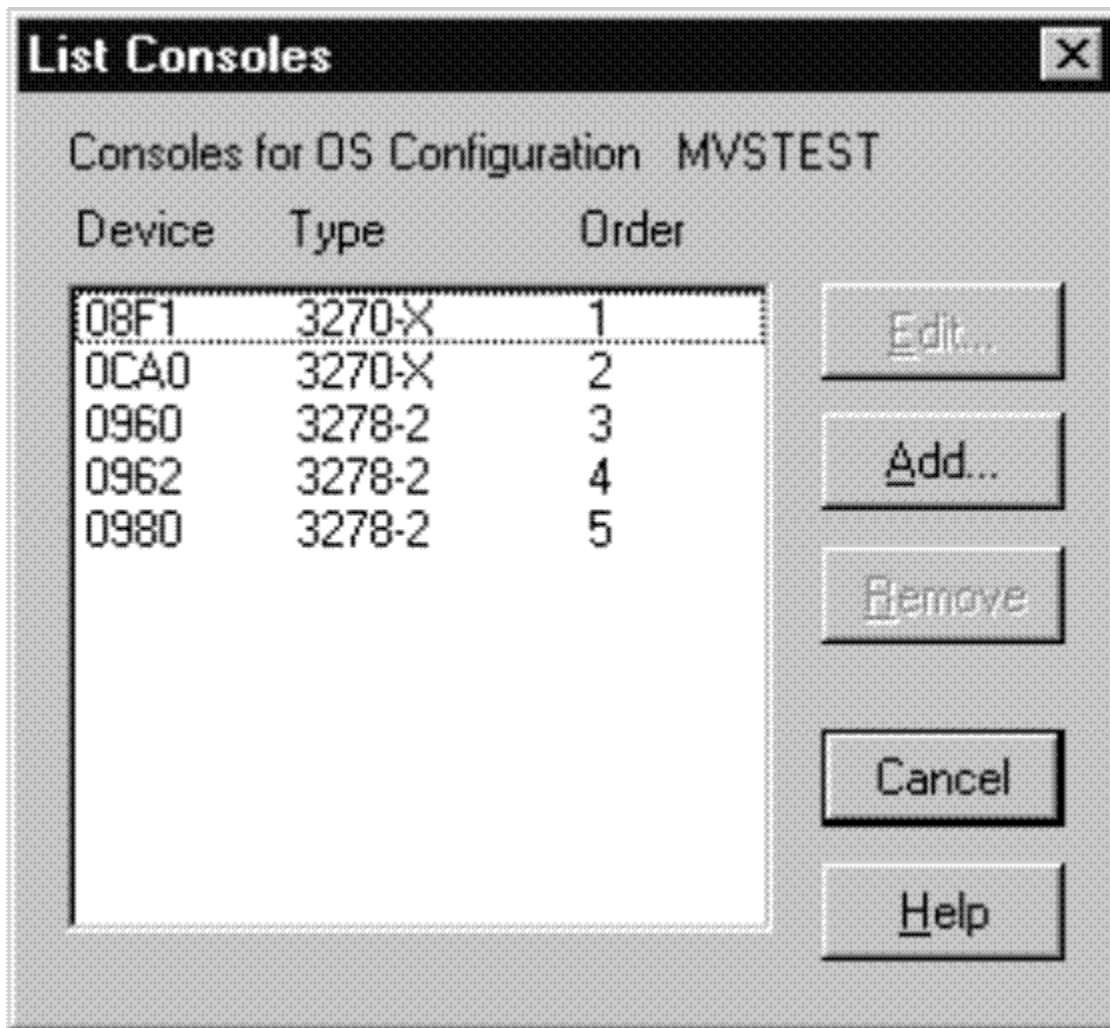 List Consoles
Consoles for OS Configuration MVSTEST
Device Type Order
08F1 3270-X 1
0CA0 3270-X 2
0960 3278-2 3
0962 3278-2 4
0980 3278-2 5
Edit...
Add...
Remove
Cancel
Help